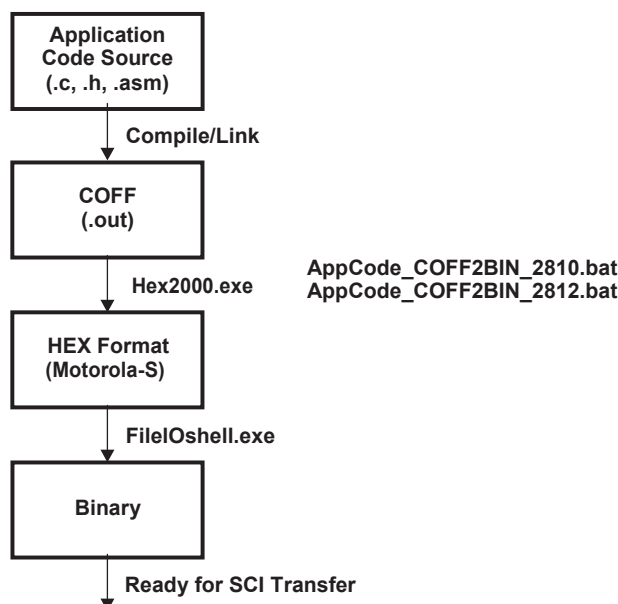 Application
Code Source
(.c, .h, .asm)
Compile/Link
COFF
(.out)
Hex2000.exe
AppCode_COFF2BIN_2810.bat
AppCode_COFF2BIN_2812.bat
HEX Format
(Motorola-S)
FileIOshell.exe
Binary
Ready for SCI Transfer